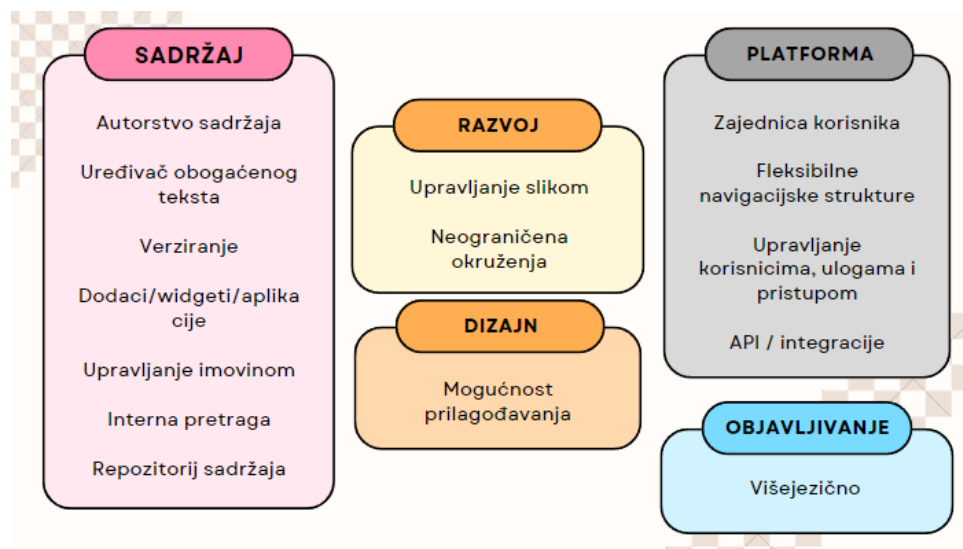 SADRŽAJ
Autorstvo sadržaja
Uređivač obogaćenog
teksta
Verziranje
Dodaci/widgeti/aplika
cije
Upravljanje imovinom
Interna pretraga
Repozitorij sadržaja
RAZVOJ
Upravljanje slikom
Neograničena
okruženja
DIZAJN
Mogućnost
prilagođavanja
PLATFORMA
Zajednica korisnika
Fleksibilne
navigacijske strukture
Upravljanje
korisnicima, ulogama i
pristupom
API / integracije
OBJAVLJIVANJE
Višejezično